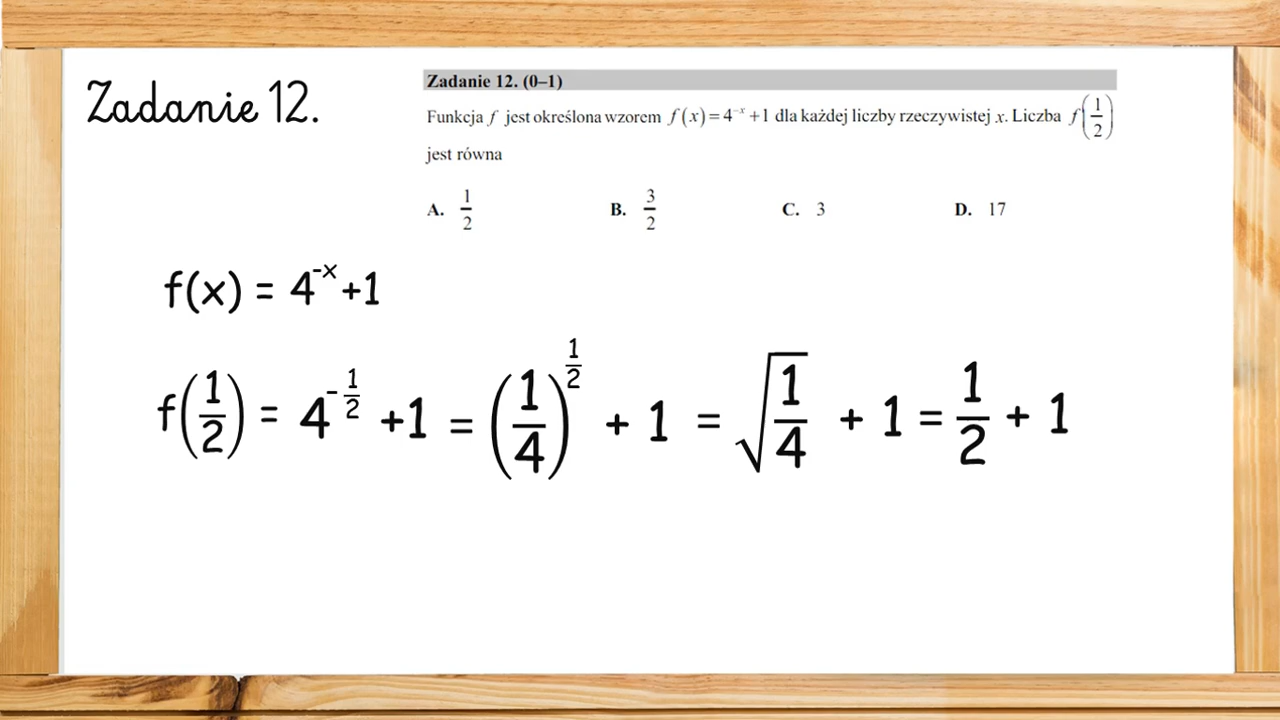 Zadanie 12.
Zadanie 12. (0–1)
Funkcja f jest określona wzorem f(x)=4⁻ˣ+1 dla każdej liczby rzeczywistej x. Liczba f(1/2)
jest równa
A. 1/2 B. 3/2 C. 3 D. 17
f(x) = 4⁻ˣ+1
f(1/2) = 4^(-1/2) +1 = (1/4)^(1/2) + 1 = √(1/4) + 1 = 1/2 + 1